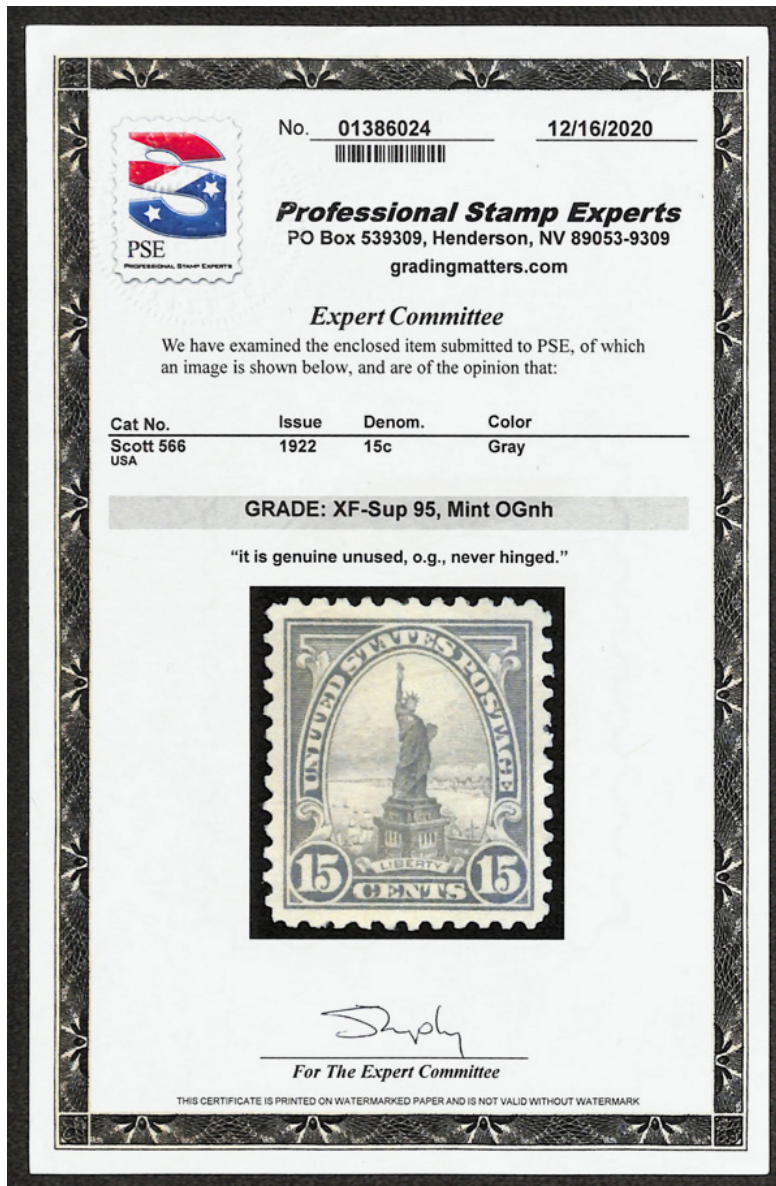 No. 01386024 12/16/2020
PSE
PROFESSIONAL STAMP EXPERTS
Professional Stamp Experts
PO Box 539309, Henderson, NV 89053-9309
gradingmatters.com
Expert Committee
We have examined the enclosed item submitted to PSE, of which
an image is shown below, and are of the opinion that:
Cat No. Issue Denom. Color
Scott 566 1922 15c Gray
USA
GRADE: XF-Sup 95, Mint OGnh
“it is genuine unused, o.g., never hinged.”
UNITED STATES POSTAGE
LIBERTY
15 CENTS 15
For The Expert Committee
THIS CERTIFICATE IS PRINTED ON WATERMARKED PAPER AND IS NOT VALID WITHOUT WATERMARK